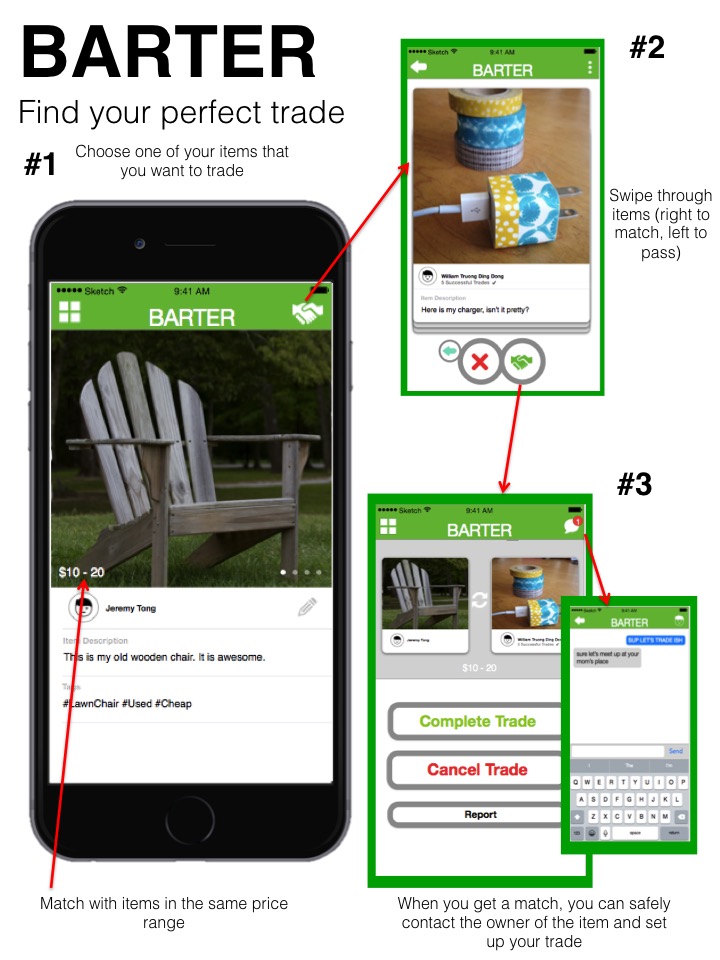 BARTER
Find your perfect trade
#1
Choose one of your items that
you want to trade
Sketch
9:41 AM
BARTER
$10 - 20
Jeremy Tong
Item Description
This is my old wooden chair. It is awesome.
Tags
#LawnChair #Used #Cheap
Match with items in the same price
range
#2
Sketch
9:41 AM
BARTER
William Truong Ding Dong
5 Successful Trades ✓
Item Description
Here is my charger, isn't it pretty?
Swipe through
items (right to
match, left to
pass)
#3
Sketch
9:41 AM
BARTER
1
Jeremy Tong
William Truong Ding Dong
5 Successful Trades ✓
$10 - 20
Complete Trade
Cancel Trade
Report
Sketch
9:41 AM
BARTER
SUP LET'S TRADE ISH
sure let's meet up at your
mom's place
Send
I The I'm
Q W E R T Y U I O P
A S D F G H J K L
Z X C V B N M
space return
When you get a match, you can safely
contact the owner of the item and set
up your trade